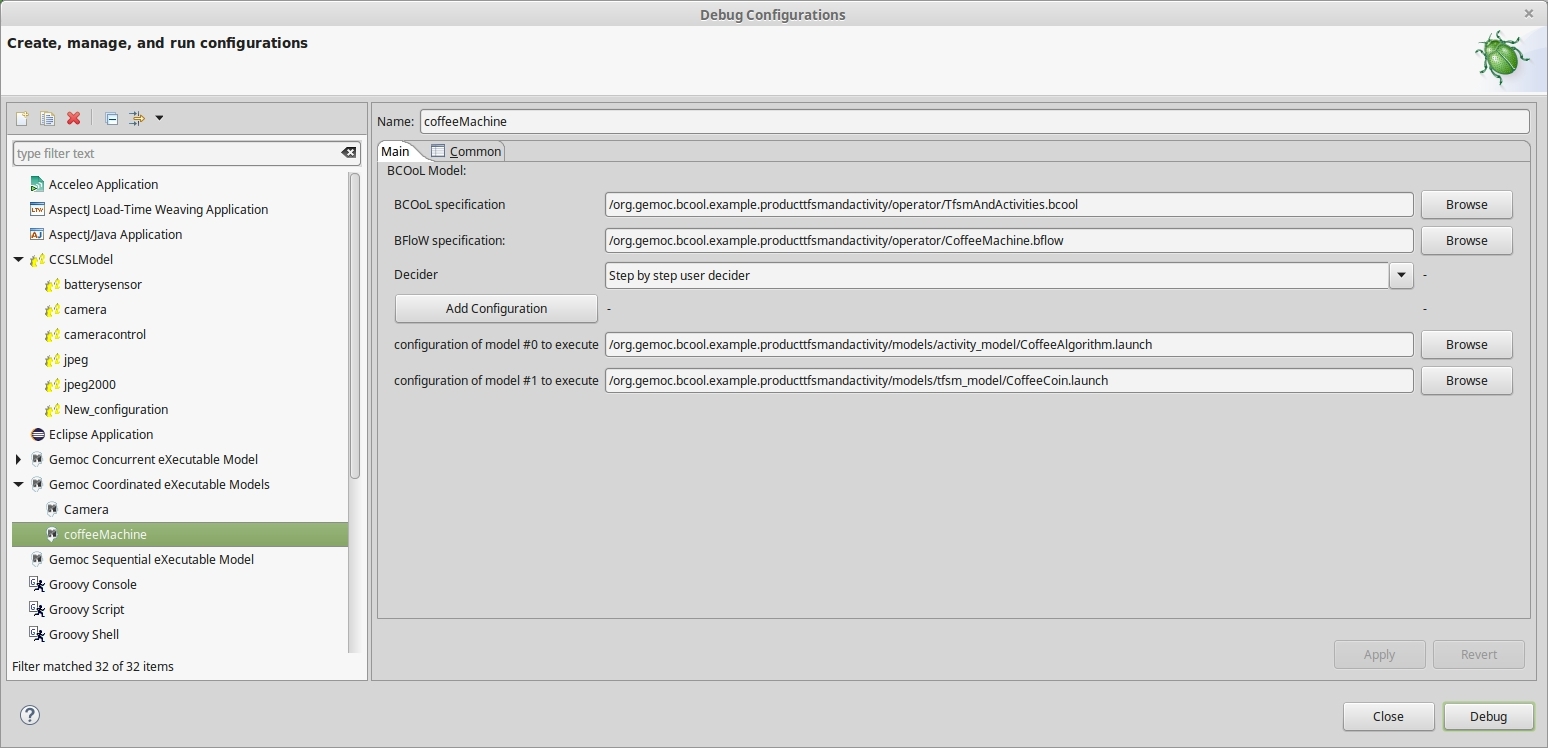 Debug Configurations
Create, manage, and run configurations
type filter text
Acceleo Application
LTW AspectJ Load-Time Weaving Application
AJ AspectJ/Java Application
CCSLModel
batterysensor
camera
cameracontrol
jpeg
jpeg2000
New_configuration
Eclipse Application
Gemoc Concurrent eXecutable Model
Gemoc Coordinated eXecutable Models
Camera
coffeeMachine
Gemoc Sequential eXecutable Model
Groovy Console
Groovy Script
Groovy Shell
Filter matched 32 of 32 items
Name: coffeeMachine
Main Common
BCOoL Model:
BCOoL specification /org.gemoc.bcool.example.producttfsmandactivity/operator/TfsmAndActivities.bcool Browse
BFloW specification: /org.gemoc.bcool.example.producttfsmandactivity/operator/CoffeeMachine.bflow Browse
Decider Step by step user decider -
Add Configuration - -
configuration of model #0 to execute /org.gemoc.bcool.example.producttfsmandactivity/models/activity_model/CoffeeAlgorithm.launch Browse
configuration of model #1 to execute /org.gemoc.bcool.example.producttfsmandactivity/models/tfsm_model/CoffeeCoin.launch Browse
Apply Revert
? Close Debug